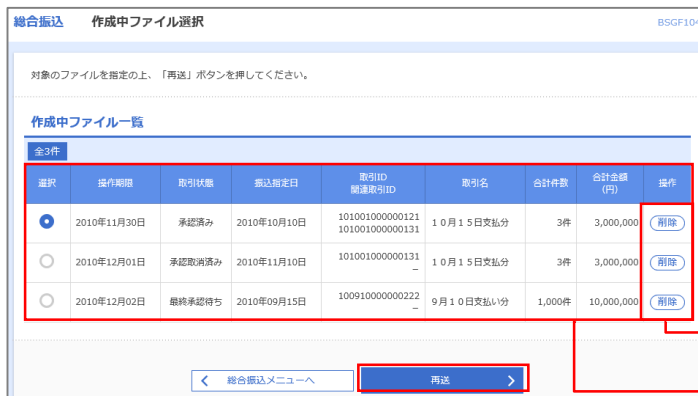 総合振込 作成中ファイル選択 BSGF104
対象のファイルを指定の上、「再送」ボタンを押してください。
作成中ファイル一覧
全3件
選択 操作期限 取引状態 振込指定日 取引ID 関連取引ID 取引名 合計件数 合計金額(円) 操作
2010年11月30日 承認済み 2010年10月10日 101001000000121 101001000000131 10月15日支払分 3件 3,000,000 削除
2010年12月01日 承認取消済み 2010年11月10日 101001000000131 – 10月15日支払分 3件 3,000,000 削除
2010年12月02日 最終承認待ち 2010年09月15日 100910000000222 – 9月10日支払い分 1,000件 10,000,000 削除
総合振込メニューへ 再送